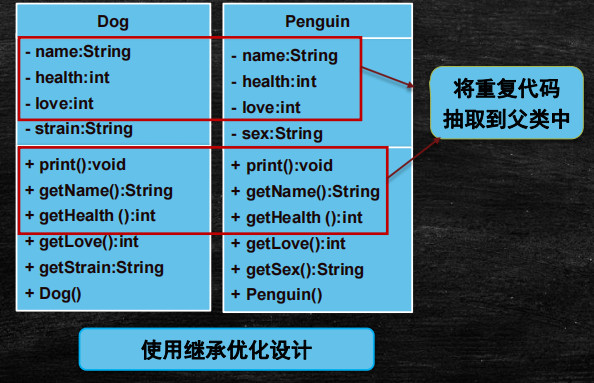 Dog
- name:String
- health:int
- love:int
- strain:String
+ print():void
+ getName():String
+ getHealth ():int
+ getLove():int
+ getStrain:String
+ Dog()
Penguin
- name:String
- health:int
- love:int
- sex:String
+ print():void
+ getName():String
+ getHealth ():int
+ getLove():int
+ getSex():String
+ Penguin()
将重复代码
抽取到父类中
使用继承优化设计